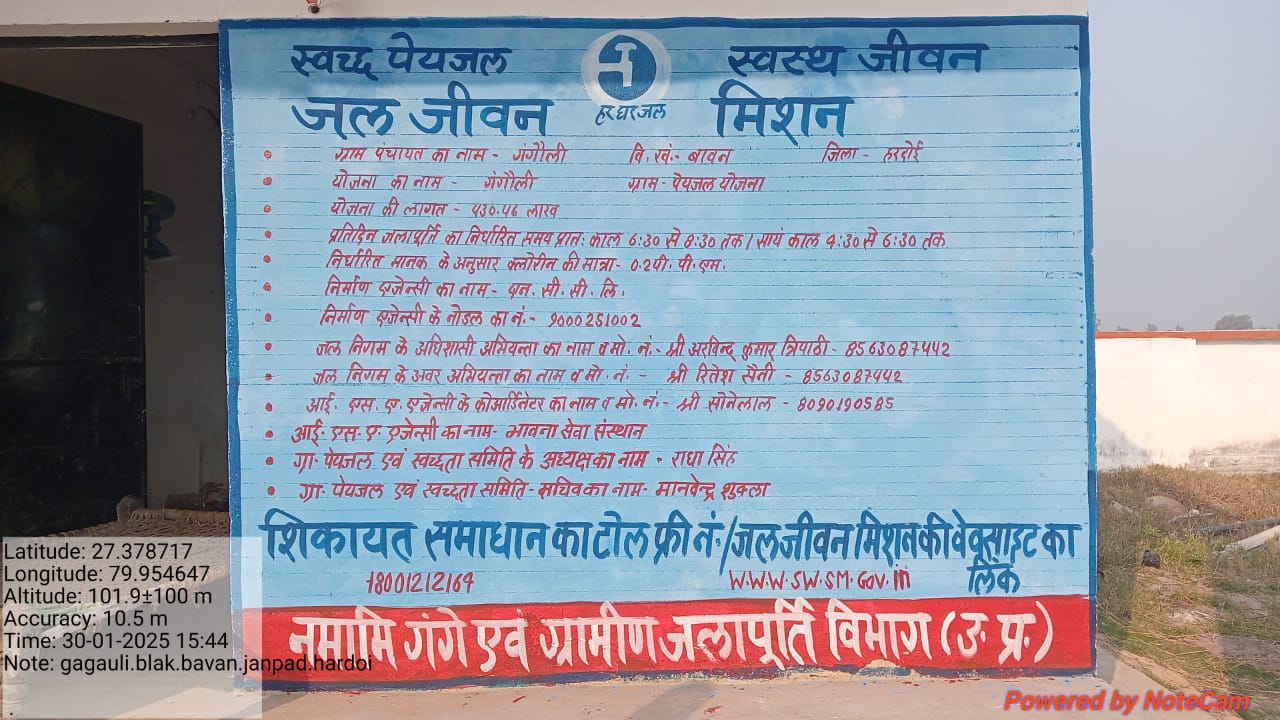 स्वच्छ पेयजल स्वस्थ जीवन
जल जीवन मिशन
हर घर जल
ग्राम पंचायत का नाम - गंगौली वि. खं.- बावन जिला - हरदोई
योजना का नाम - गंगौली ग्राम - पेयजल योजना
योजना की लागत - ५३०.५६ लाख
प्रतिदिन जलापूर्ति का निर्धारित समय प्रातः काल 6:30 से 8:30 तक / सायं काल 4:30 से 6:30 तक
निर्धारित मानक के अनुसार क्लोरीन की मात्रा - 0.2 पी. पी. एम.
निर्माण एजेन्सी का नाम - एन. सी. सी. लि.
निर्माण एजेन्सी के नोडल का नं.- 9000251002
जल निगम के अधिशासी अभियन्ता का नाम व मो. नं.- श्री अरविन्द कुमार त्रिपाठी - 8563087442
जल निगम के अवर अभियन्ता का नाम व मो. नं. - श्री रितेश सैनी - 8563087442
आई. एस. ए. एजेन्सी के कोआर्डिनेटर का नाम व मो. नं.- श्री सोनेलाल - 8090190585
आई. एस. ए. एजेन्सी का नाम- भावना सेवा संस्थान
ग्रा. पेयजल एवं स्वच्छता समिति के अध्यक्ष का नाम - राधा सिंह
ग्रा. पेयजल एवं स्वच्छता समिति - सचिव का नाम- मानवेन्द्र शुक्ला
शिकायत समाधान का टोल फ्री नं./जल जीवन मिशन की वेबसाइट का लिंक
18001212164 W.W.W.SWSM.Gov.in
नमामि गंगे एवं ग्रामीण जलापूर्ति विभाग (उ. प्र.)
Latitude: 27.378717
Longitude: 79.954647
Altitude: 101.9±100 m
Accuracy: 10.5 m
Time: 30-01-2025 15:44
Note: gagauli.blak.bavan.janpad.hardoi
.
Powered by NoteCam